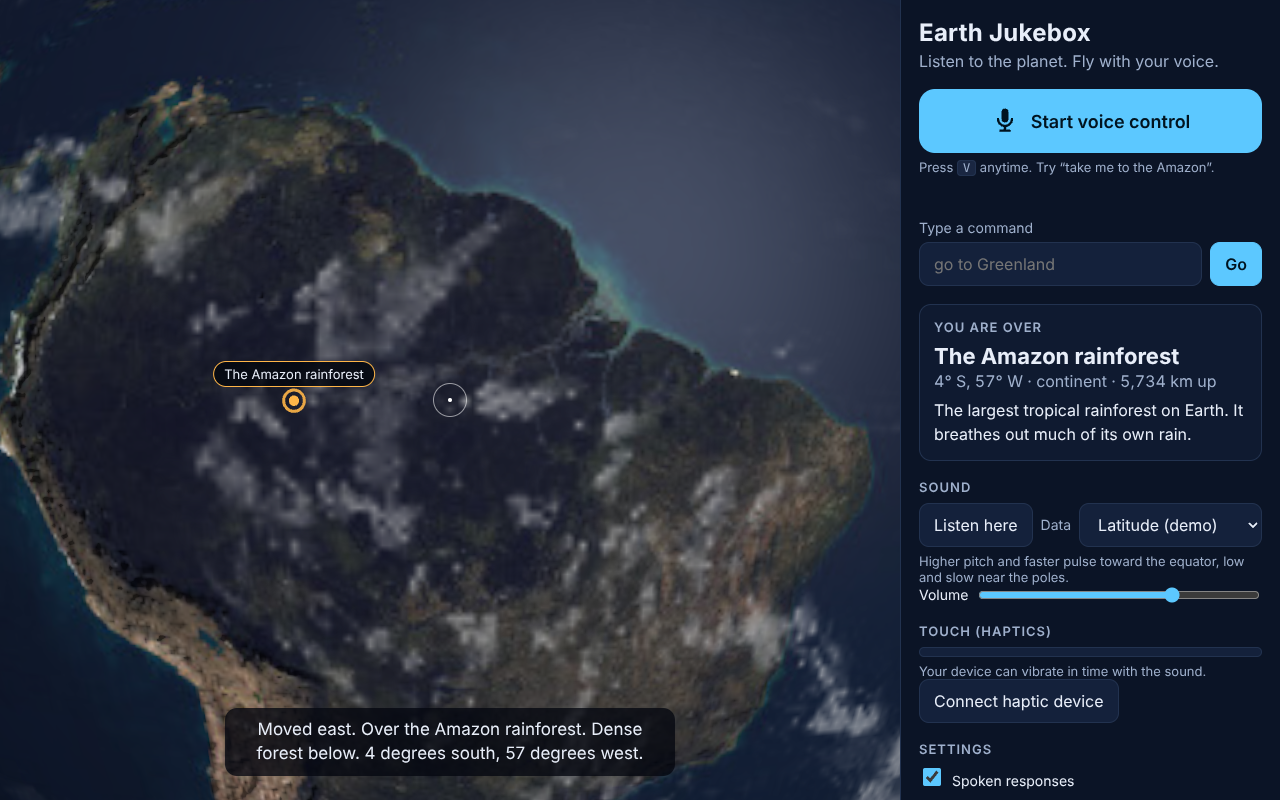 Earth Jukebox
Listen to the planet. Fly with your voice.
Start voice control
Press V anytime. Try “take me to the Amazon”.
Type a command
go to Greenland
Go
YOU ARE OVER
The Amazon rainforest
4° S, 57° W · continent · 5,734 km up
The largest tropical rainforest on Earth. It
breathes out much of its own rain.
SOUND
Listen here
Data
Latitude (demo)
Higher pitch and faster pulse toward the equator, low
and slow near the poles.
Volume
TOUCH (HAPTICS)
Your device can vibrate in time with the sound.
Connect haptic device
SETTINGS
Spoken responses
The Amazon rainforest
Moved east. Over the Amazon rainforest. Dense
forest below. 4 degrees south, 57 degrees west.